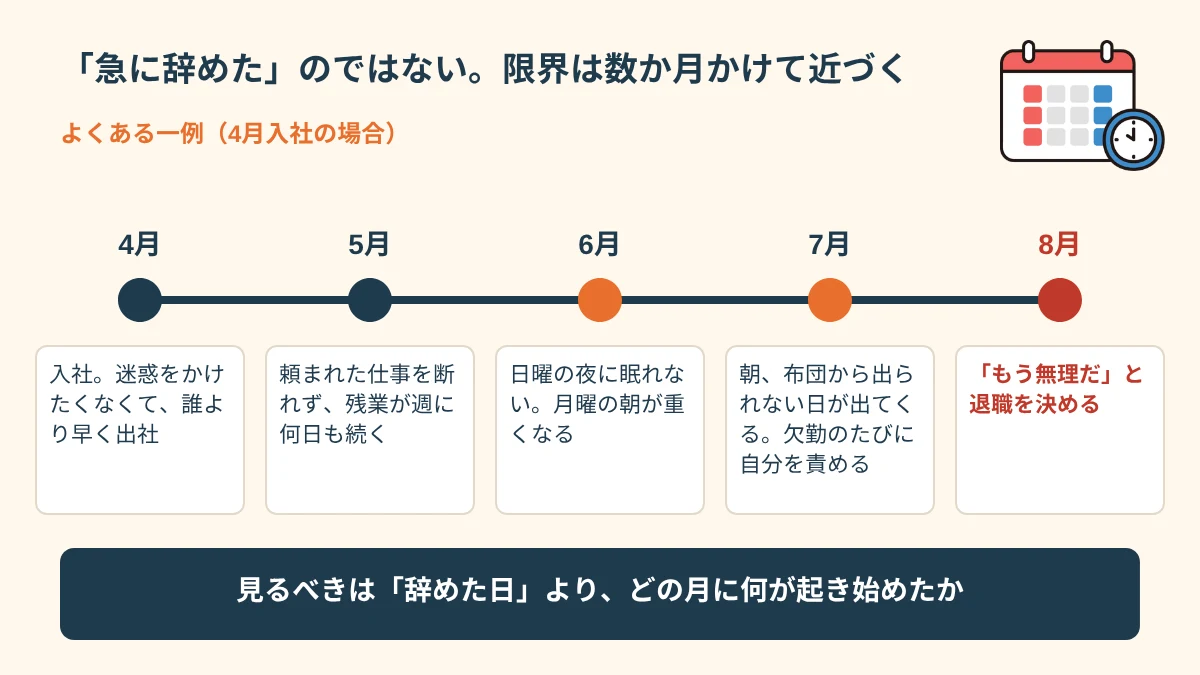 「急に辞めた」のではない。限界は数か月かけて近づく
よくある一例（4月入社の場合）
4月
5月
6月
7月
8月
入社。迷惑をかけ
たくなくて、誰よ
り早く出社
頼まれた仕事を断
れず、残業が週に
何日も続く
日曜の夜に眠れな
い。月曜の朝が重
くなる
朝、布団から出ら
れない日が出てく
る。欠勤のたびに
自分を責める
「もう無理だ」と
退職を決める
見るべきは「辞めた日」より、どの月に何が起き始めたか